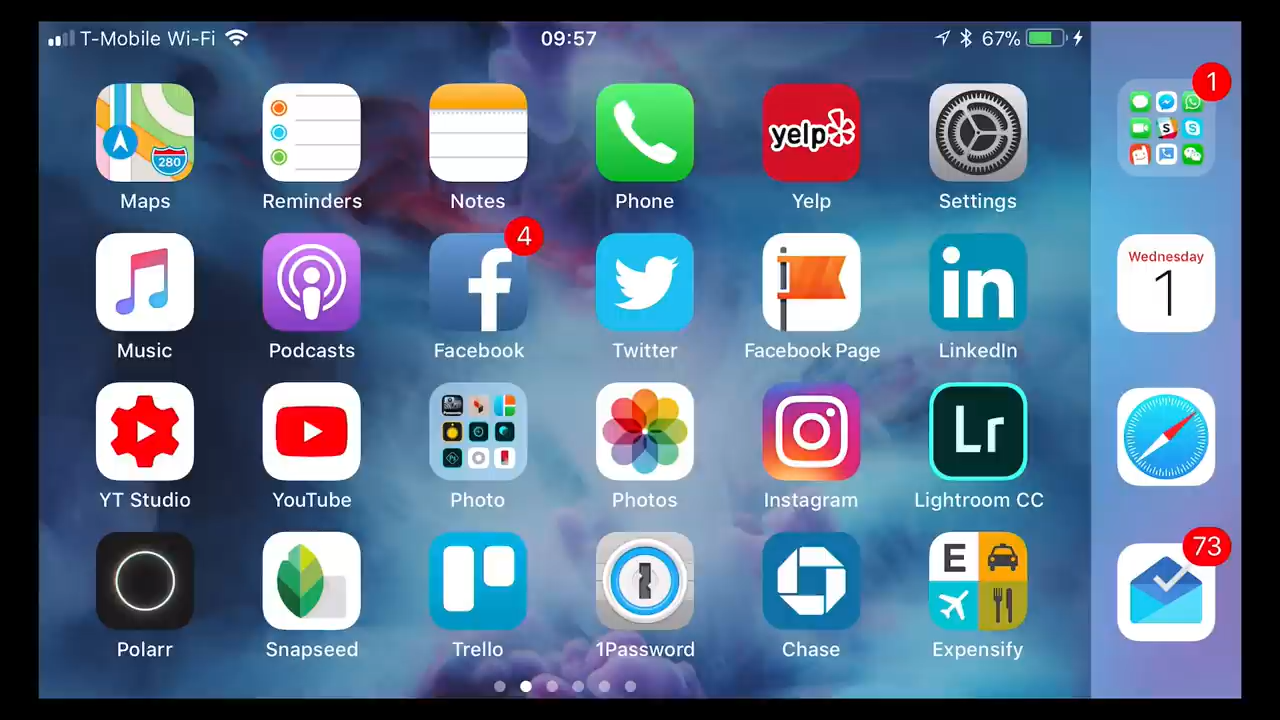 T-Mobile Wi-Fi 09:57 67%
1
280
yelp
Maps Reminders Notes Phone Yelp Settings
4
Wednesday
1
f in
Music Podcasts Facebook Twitter Facebook Page LinkedIn
Lr
YT Studio YouTube Photo Photos Instagram Lightroom CC
73
E
Polarr Snapseed Trello 1Password Chase Expensify